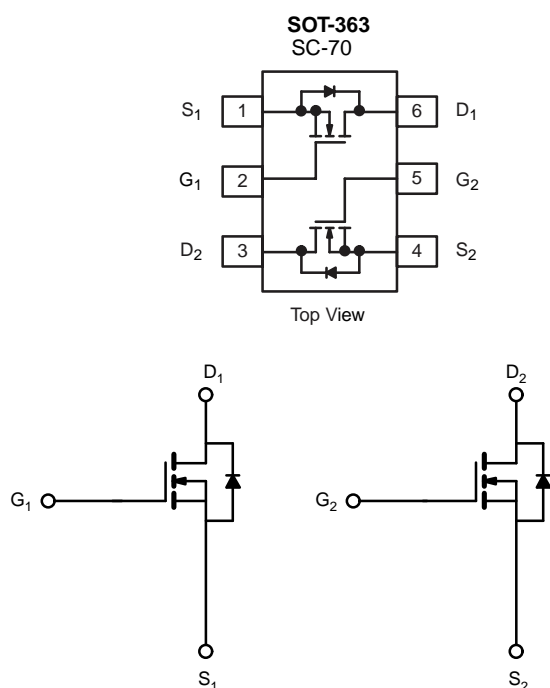 SOT-363
SC-70
S1 1 6 D1
G1 2 5 G2
D2 3 4 S2
Top View
D1 D2
G1 G2
S1 S2